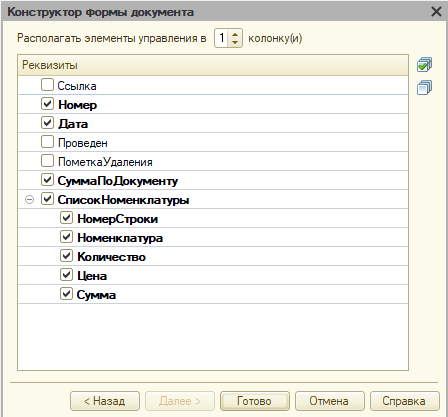 Конструктор формы документа
Располагать элементы управления в 1 колонку(и)
Реквизиты
Ссылка
Номер
Дата
Проведен
ПометкаУдаления
СуммаПоДокументу
СписокНоменклатуры
НомерСтроки
Номенклатура
Количество
Цена
Сумма
< Назад Далее > Готово Отмена Справка